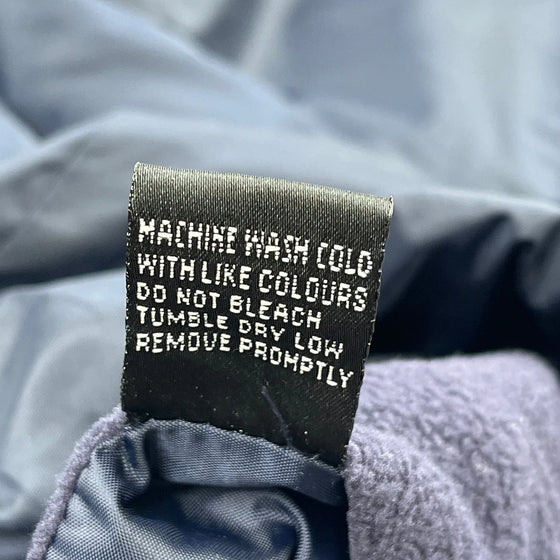 MACHINE WASH COLD
WITH LIKE COLOURS
DO NOT BLEACH
TUMBLE DRY LOW
REMOVE PROMPTLY